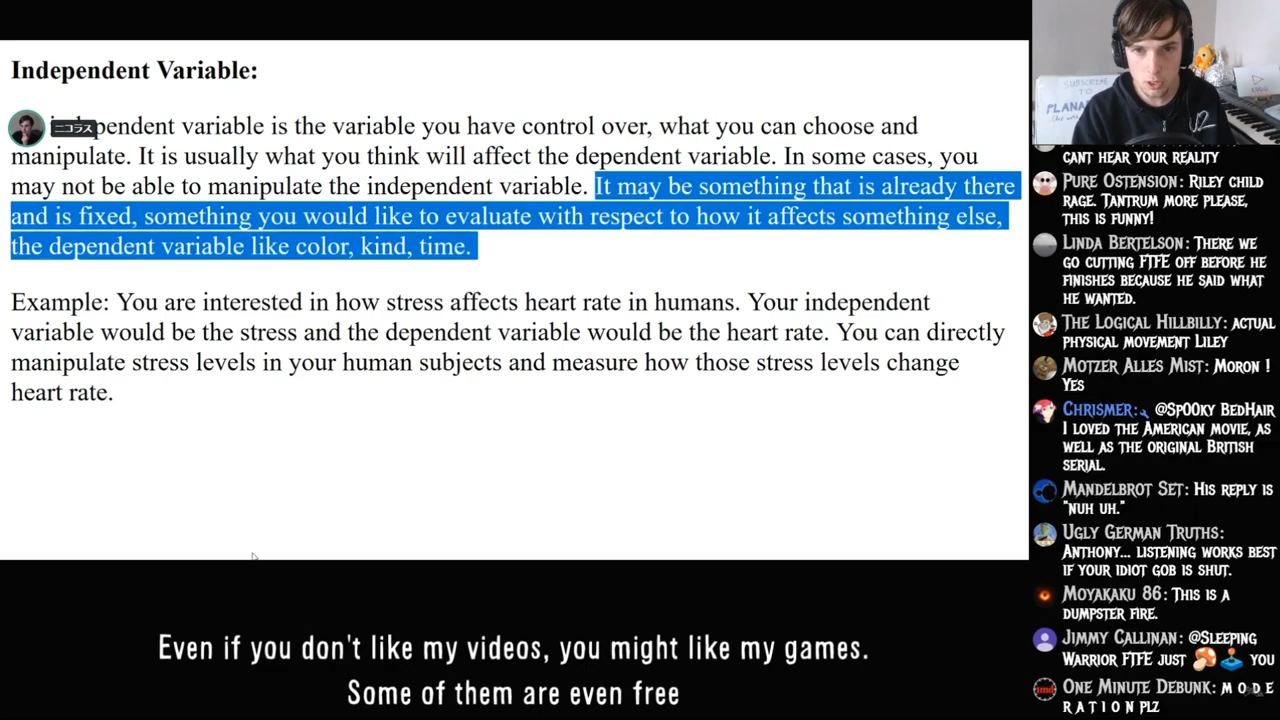 Independent Variable:
ニコラス
independent variable is the variable you have control over, what you can choose and
manipulate. It is usually what you think will affect the dependent variable. In some cases, you
may not be able to manipulate the independent variable. It may be something that is already there
and is fixed, something you would like to evaluate with respect to how it affects something else,
the dependent variable like color, kind, time.
Example: You are interested in how stress affects heart rate in humans. Your independent
variable would be the stress and the dependent variable would be the heart rate. You can directly
manipulate stress levels in your human subjects and measure how those stress levels change
heart rate.
Even if you don't like my videos, you might like my games.
Some of them are even free
SUBSCRIBE
TO
PLANA
U2
CANT HEAR YOUR REALITY
PURE OSTENSION: RILEY CHILD
RAGE. TANTRUM MORE PLEASE,
THIS IS FUNNY!
LINDA BERTELSON: THERE WE
GO CUTTING FTFE OFF BEFORE HE
FINISHES BECAUSE HE SAID WHAT
HE WANTED.
THE LOGICAL HILLBILLY: ACTUAL
PHYSICAL MOVEMENT LILEY
MOTZER ALLES MIST: MORON !
YES
CHRISMER: @SPOOKY BEDHAIR
I LOVED THE AMERICAN MOVIE, AS
WELL AS THE ORIGINAL BRITISH
SERIAL.
MANDELBROT SET: HIS REPLY IS
"NUH UH."
UGLY GERMAN TRUTHS:
ANTHONY... LISTENING WORKS BEST
IF YOUR IDIOT GOB IS SHUT.
MOYAKAKU 86: THIS IS A
DUMPSTER FIRE.
JIMMY CALLINAN: @SLEEPING
WARRIOR FTFE JUST 🍄 🕹️ YOU
ONE MINUTE DEBUNK: M O D E
R A T I O N PLZ